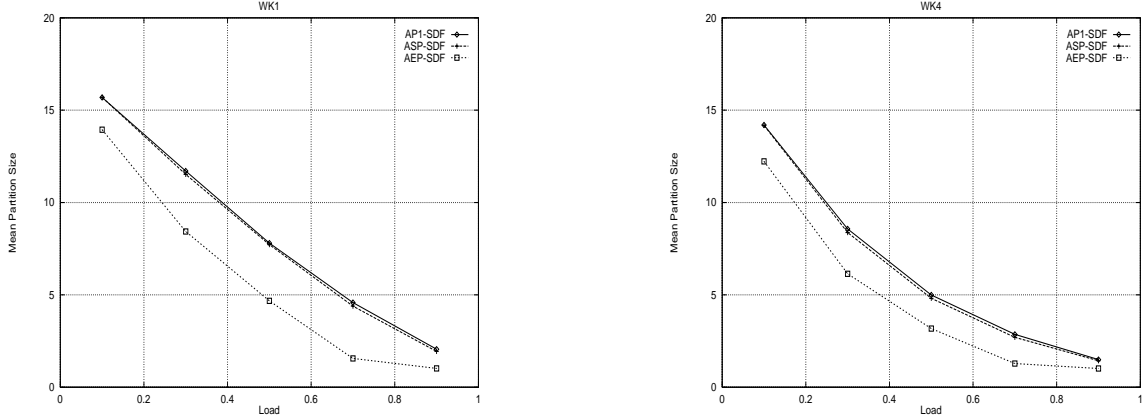 WK1
20
15
10
5
0
0
0.2
0.4
0.6
0.8
1
Mean Partition Size
Load
AP1-SDF
ASP-SDF
AEP-SDF
WK4
20
15
10
5
0
0
0.2
0.4
0.6
0.8
1
Mean Partition Size
Load
AP1-SDF
ASP-SDF
AEP-SDF